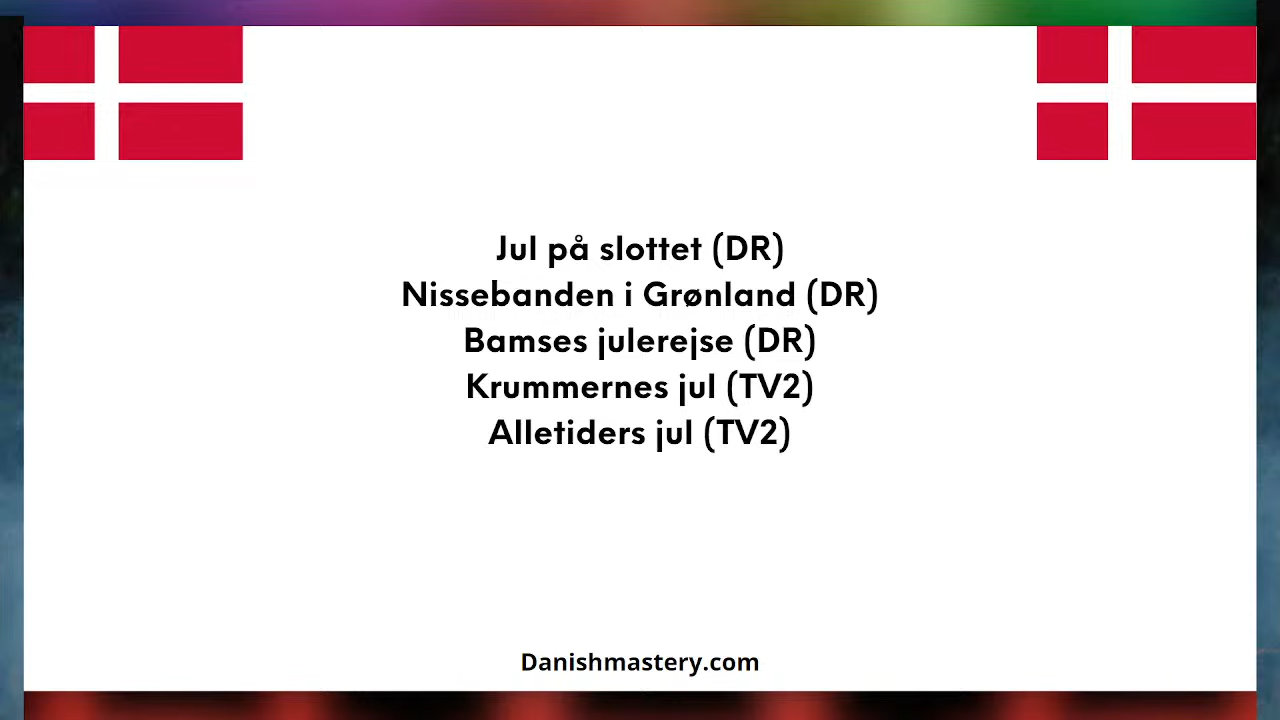 Jul på slottet (DR)
Nissebanden i Grønland (DR)
Bamses julerejse (DR)
Krummernes jul (TV2)
Alletiders jul (TV2)
Danishmastery.com